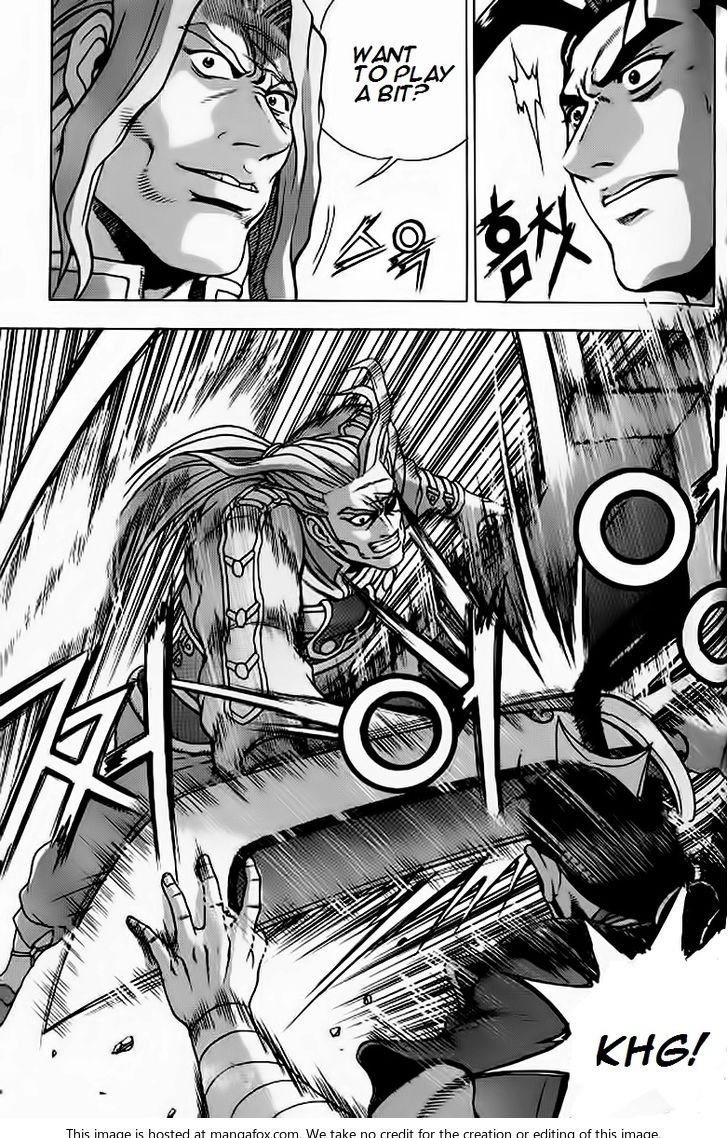 WANT
TO PLAY
A BIT?
스윽
흠칫
KHG!
This image is hosted at mangafox.com. We take no credit for the creation or editing of this image.